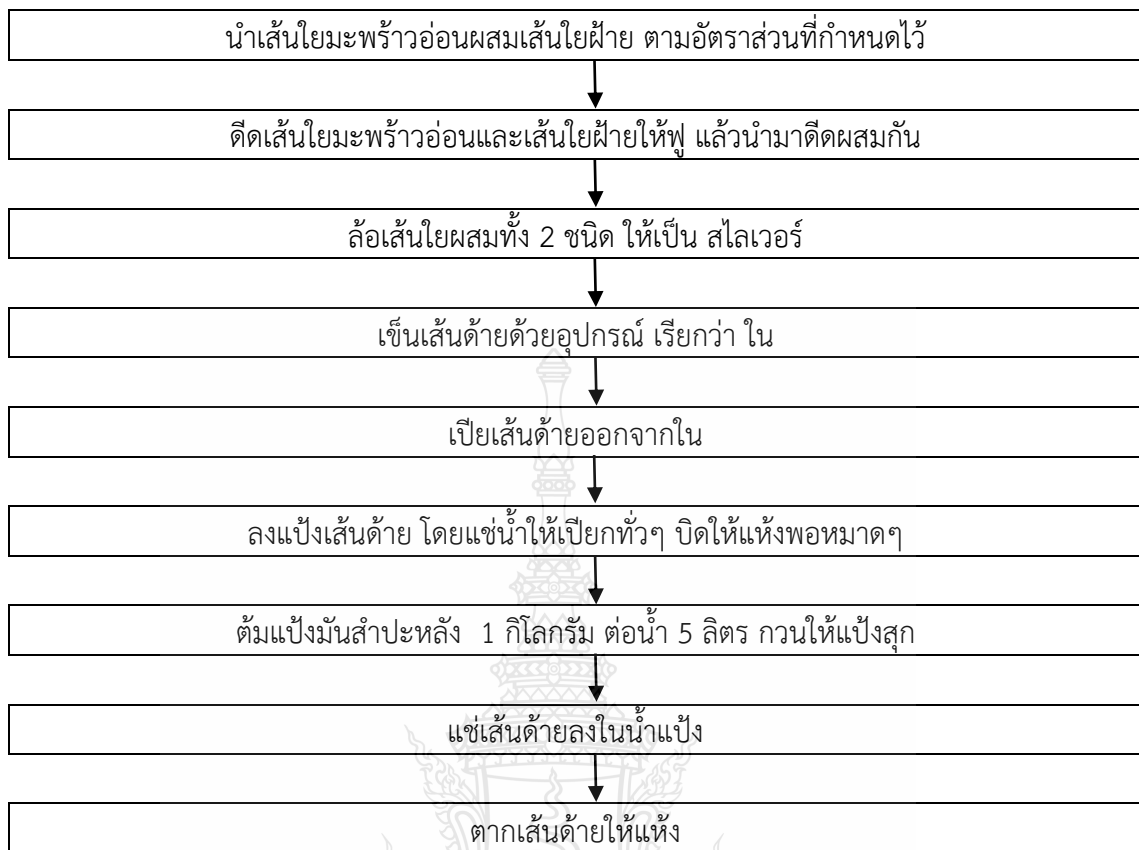 นำเส้นใยมะพร้าวอ่อนผสมเส้นใยฝ้าย ตามอัตราส่วนที่กำหนดไว้
ดีดเส้นใยมะพร้าวอ่อนและเส้นใยฝ้ายให้ฟู แล้วนำมาดีดผสมกัน
ล้อเส้นใยผสมทั้ง 2 ชนิด ให้เป็น สไลเวอร์
เข็นเส้นด้ายด้วยอุปกรณ์ เรียกว่า ใน
เปียเส้นด้ายออกจากใน
ลงแป้งเส้นด้าย โดยแช่น้ำให้เปียกทั่วๆ บิดให้แห้งพอหมาดๆ
ต้มแป้งมันสำปะหลัง 1 กิโลกรัม ต่อน้ำ 5 ลิตร กวนให้แป้งสุก
แช่เส้นด้ายลงในน้ำแป้ง
ตากเส้นด้ายให้แห้ง